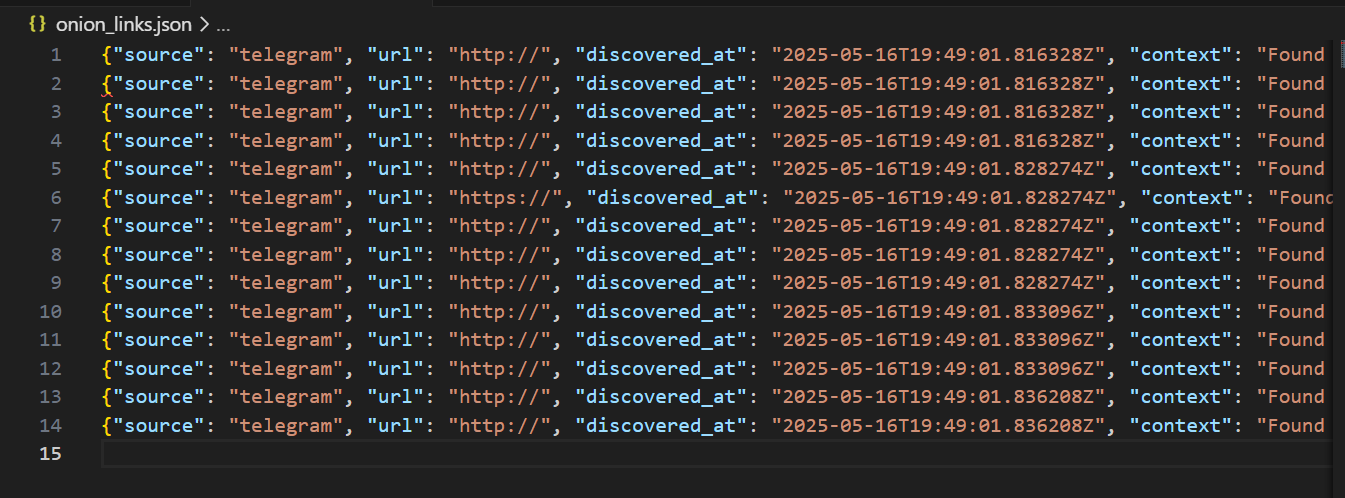 {} onion_links.json > ...
1 {"source": "telegram", "url": "http://", "discovered_at": "2025-05-16T19:49:01.816328Z", "context": "Found
2 {"source": "telegram", "url": "http://", "discovered_at": "2025-05-16T19:49:01.816328Z", "context": "Found
3 {"source": "telegram", "url": "http://", "discovered_at": "2025-05-16T19:49:01.816328Z", "context": "Found
4 {"source": "telegram", "url": "http://", "discovered_at": "2025-05-16T19:49:01.816328Z", "context": "Found
5 {"source": "telegram", "url": "http://", "discovered_at": "2025-05-16T19:49:01.828274Z", "context": "Found
6 {"source": "telegram", "url": "https://", "discovered_at": "2025-05-16T19:49:01.828274Z", "context": "Found
7 {"source": "telegram", "url": "http://", "discovered_at": "2025-05-16T19:49:01.828274Z", "context": "Found
8 {"source": "telegram", "url": "http://", "discovered_at": "2025-05-16T19:49:01.828274Z", "context": "Found
9 {"source": "telegram", "url": "http://", "discovered_at": "2025-05-16T19:49:01.828274Z", "context": "Found
10 {"source": "telegram", "url": "http://", "discovered_at": "2025-05-16T19:49:01.833096Z", "context": "Found
11 {"source": "telegram", "url": "http://", "discovered_at": "2025-05-16T19:49:01.833096Z", "context": "Found
12 {"source": "telegram", "url": "http://", "discovered_at": "2025-05-16T19:49:01.833096Z", "context": "Found
13 {"source": "telegram", "url": "http://", "discovered_at": "2025-05-16T19:49:01.836208Z", "context": "Found
14 {"source": "telegram", "url": "http://", "discovered_at": "2025-05-16T19:49:01.836208Z", "context": "Found
15